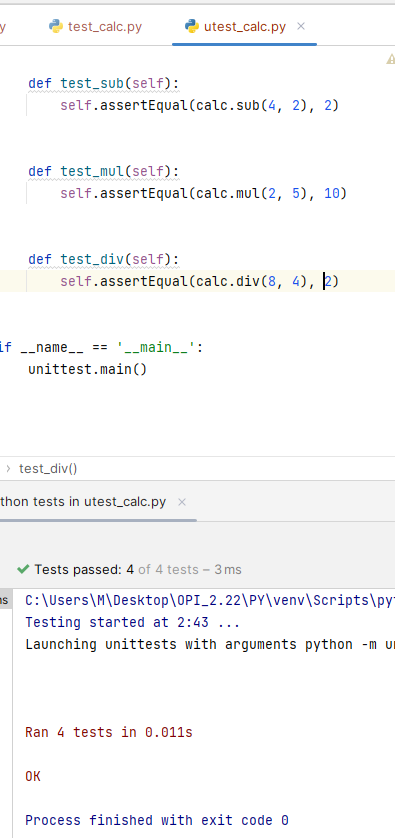 y test_calc.py utest_calc.py ×
def test_sub(self):
self.assertEqual(calc.sub(4, 2), 2)
def test_mul(self):
self.assertEqual(calc.mul(2, 5), 10)
def test_div(self):
self.assertEqual(calc.div(8, 4), 2)
if __name__ == '__main__':
unittest.main()
› test_div()
thon tests in utest_calc.py ×
Tests passed: 4 of 4 tests – 3 ms
ms C:\Users\M\Desktop\OPI_2.22\PY\venv\Scripts\pyt
Testing started at 2:43 ...
Launching unittests with arguments python -m un
Ran 4 tests in 0.011s
OK
Process finished with exit code 0